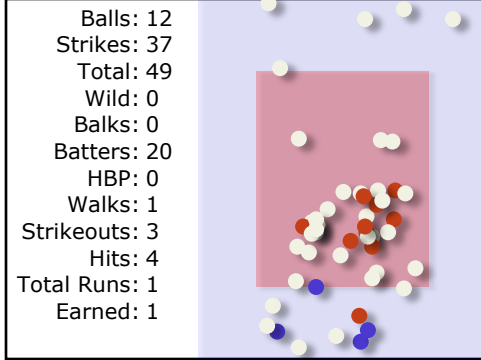 Balls: 12
Strikes: 37
Total: 49
Wild: 0
Balks: 0
Batters: 20
HBP: 0
Walks: 1
Strikeouts: 3
Hits: 4
Total Runs: 1
Earned: 1